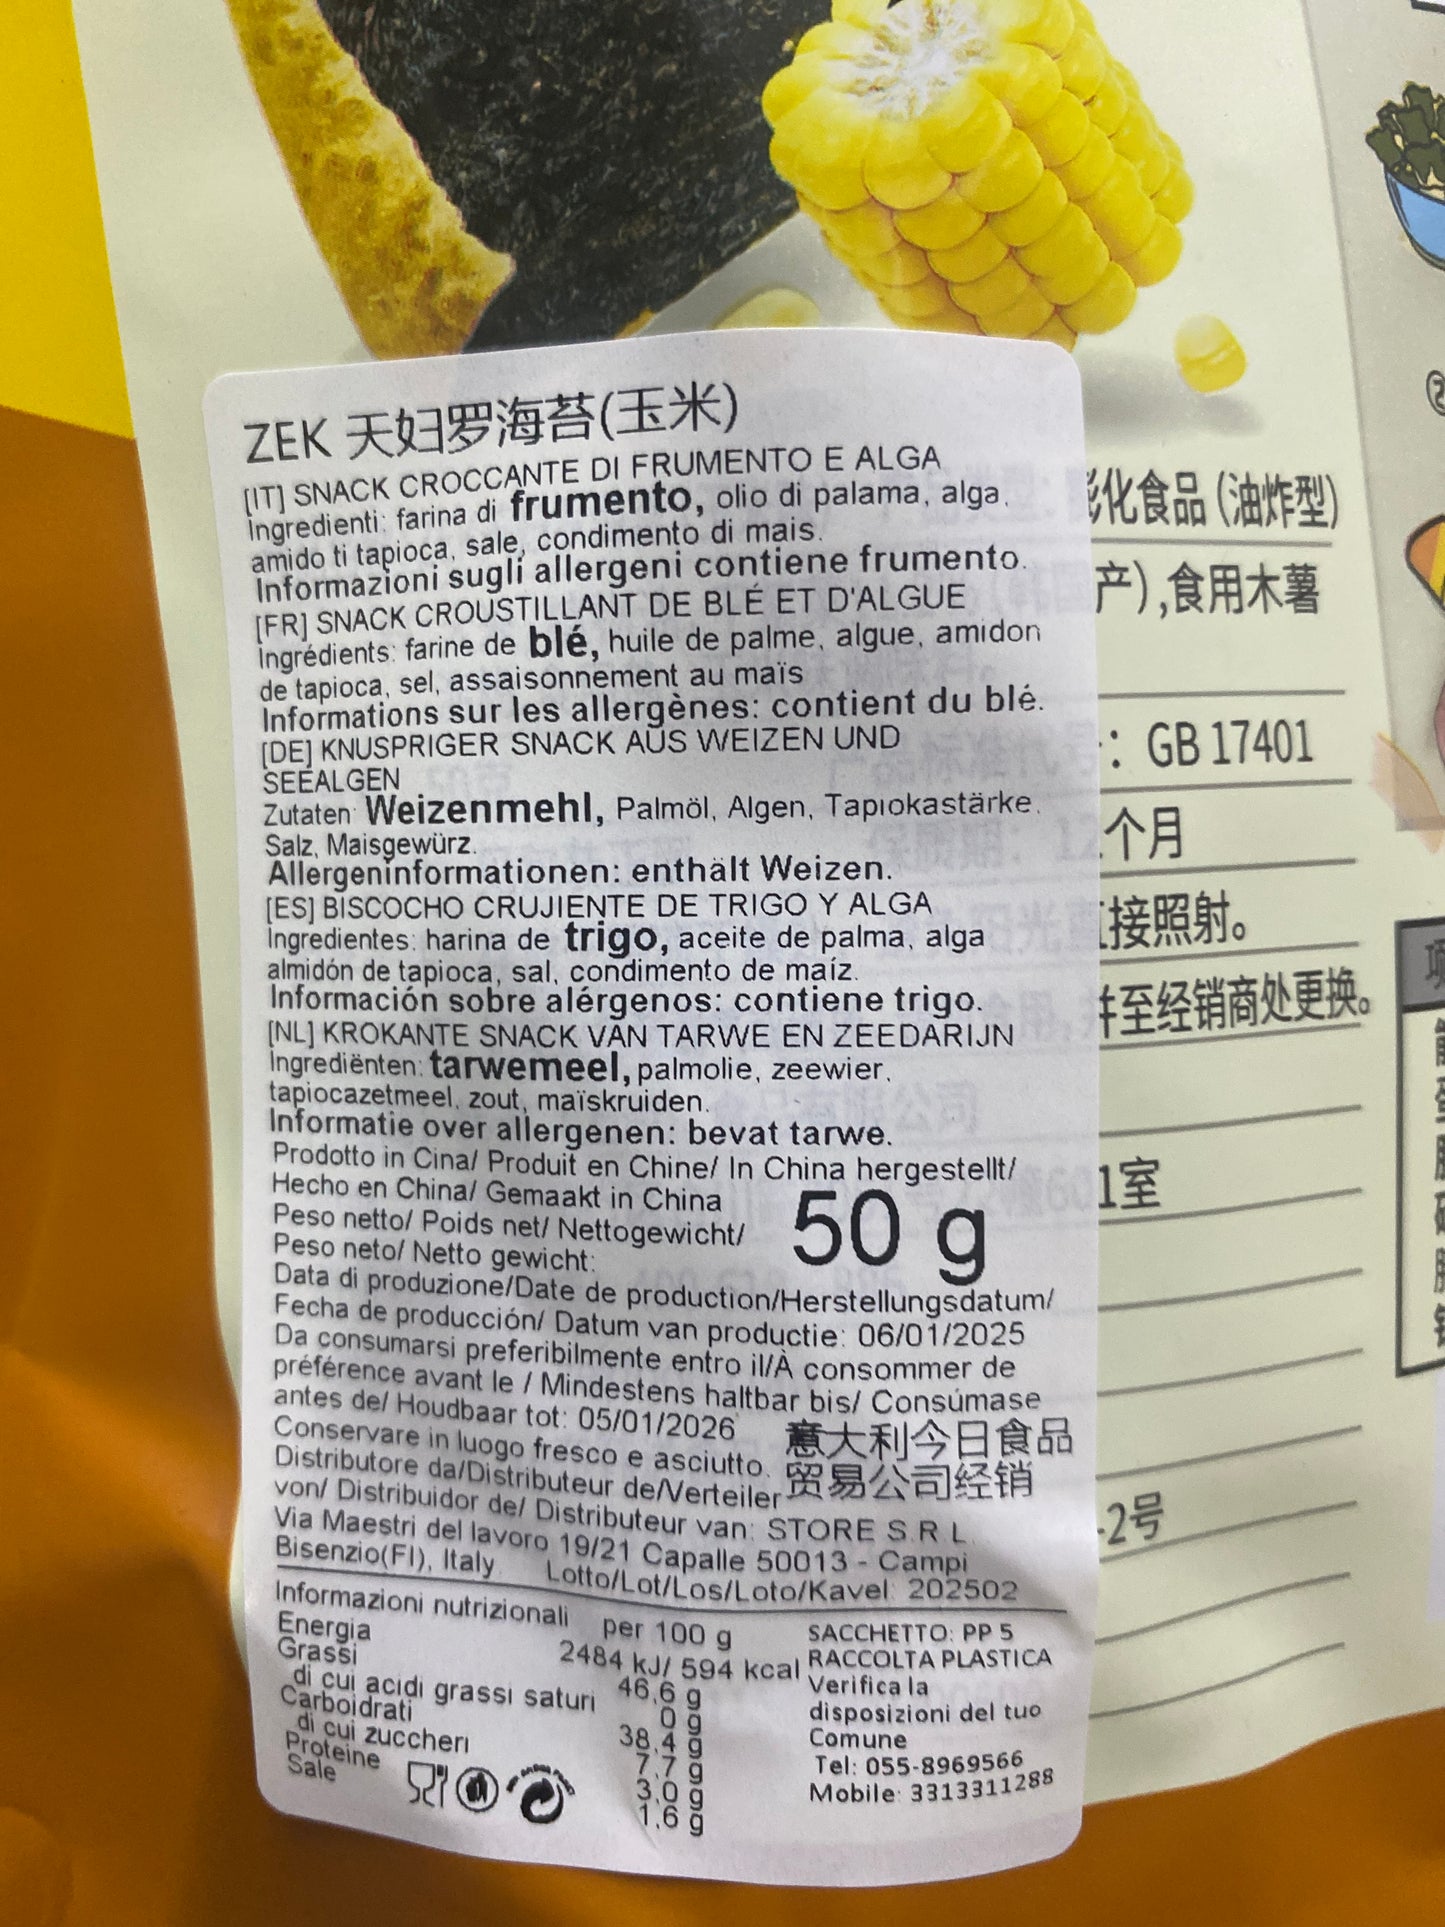 ZEK 天妇罗海苔(玉米)
[IT] SNACK CROCCANTE DI FRUMENTO E ALGA
Ingredienti: farina di frumento, olio di palama, alga,
amido ti tapioca, sale, condimento di mais.
Informazioni sugli allergeni contiene frumento.
[FR] SNACK CROUSTILLANT DE BLÉ ET D'ALGUE
Ingrédients: farine de blé, huile de palme, algue, amidon
de tapioca, sel, assaisonnement au maïs
Informations sur les allergènes: contient du blé.
[DE] KNUSPRIGER SNACK AUS WEIZEN UND
SEEALGEN
Zutaten: Weizenmehl, Palmöl, Algen, Tapiokastärke.
Salz, Maisgewürz.
Allergeninformationen: enthält Weizen.
[ES] BISCOCHO CRUJIENTE DE TRIGO Y ALGA
Ingredientes: harina de trigo, aceite de palma, alga
almidón de tapioca, sal, condimento de maíz.
Información sobre alérgenos: contiene trigo.
[NL] KROKANTE SNACK VAN TARWE EN ZEEDARIJN
Ingrediënten: tarwemeel, palmolie, zeewier,
tapiocazetmeel, zout, maïskruiden.
Informatie over allergenen: bevat tarwe.
Prodotto in Cina/ Produit en Chine/ In China hergestellt/
Hecho en China/ Gemaakt in China
Peso netto/ Poids net/ Nettogewicht/
Peso neto/ Netto gewicht:
50 g
Data di produzione/Date de production/Herstellungsdatum/
Fecha de producción/ Datum van productie: 06/01/2025
Da consumarsi preferibilmente entro il/À consommer de
préférence avant le / Mindestens haltbar bis/ Consúmase
antes de/ Houdbaar tot: 05/01/2026
Conservare in luogo fresco e asciutto.
意大利今日食品
贸易公司经销
Distributore da/Distributeur de/Verteiler
von/ Distribuidor de/ Distributeur van: STORE S.R.L.
Via Maestri del lavoro 19/21 Capalle 50013 - Campi
Bisenzio(FI), Italy Lotto/Lot/Los/Loto/Kavel: 202502
Informazioni nutrizionali per 100 g
Energia 2484 kJ/ 594 kcal
Grassi 46,6 g
di cui acidi grassi saturi 0 g
Carboidrati 38,4 g
di cui zuccheri 7,7 g
Proteine 3,0 g
Sale 1,6 g
SACCHETTO: PP 5
RACCOLTA PLASTICA
Verifica la
disposizioni del tuo
Comune
Tel: 055-8969566
Mobile: 3313311288
化食品 (油炸型)
产),食用木薯
: GB 17401
12个月
接照射。
并至经销商处更换。
601室
-2号